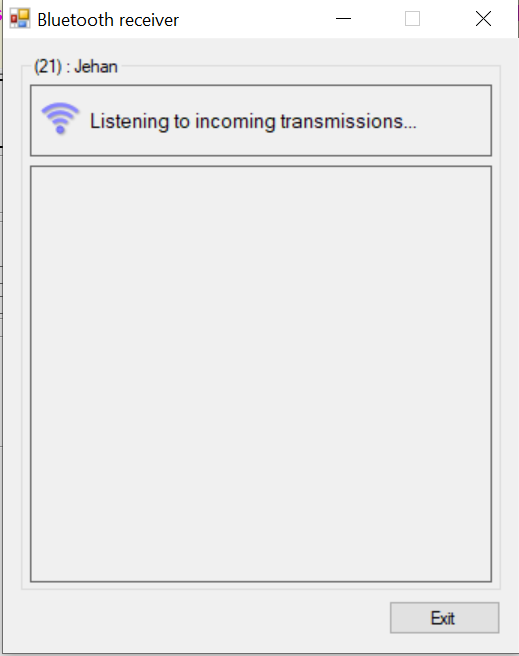 Bluetooth receiver
(21) : Jehan
Listening to incoming transmissions...
Exit